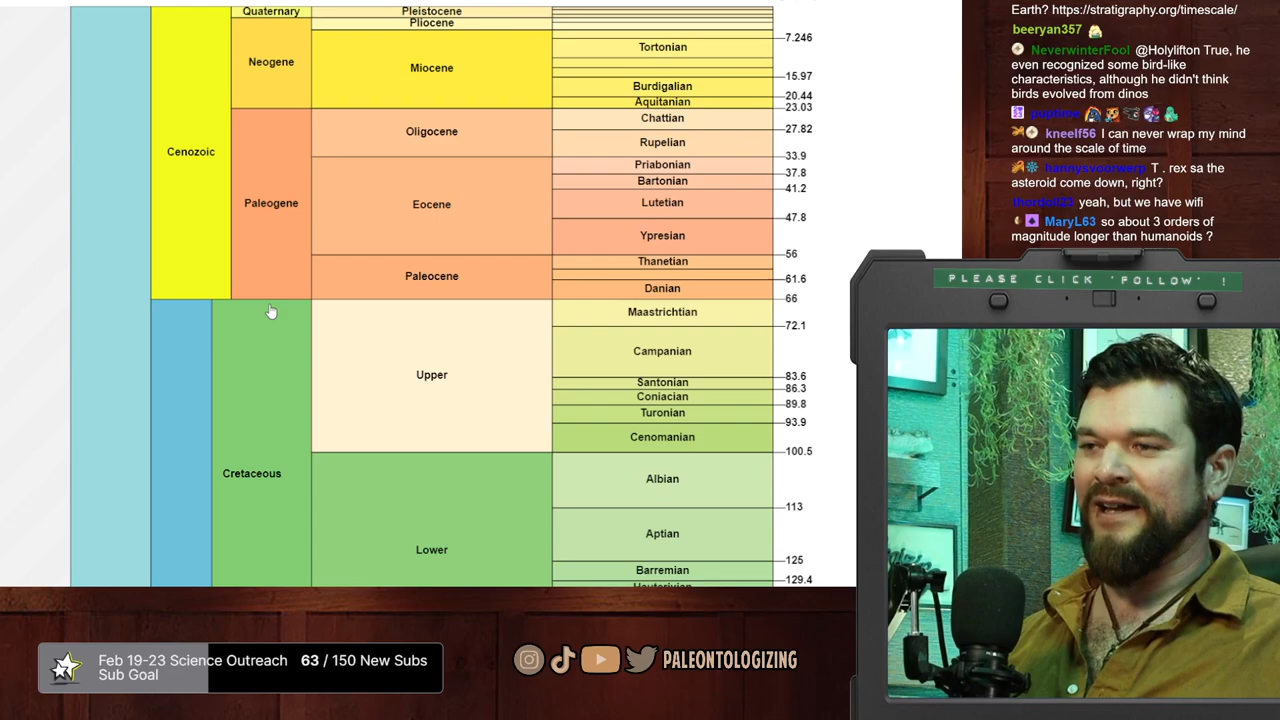 Quaternary
Pleistocene
Pliocene
7.246
Tortonian
Neogene
Miocene
15.97
Burdigalian
20.44
Aquitanian
23.03
Chattian
27.82
Oligocene
Rupelian
Cenozoic
33.9
Priabonian
37.8
Bartonian
41.2
Paleogene
Eocene
Lutetian
47.8
Ypresian
56
Thanetian
Paleocene
61.6
Danian
66
Maastrichtian
72.1
Campanian
Upper
83.6
Santonian
86.3
Coniacian
89.8
Turonian
93.9
Cenomanian
100.5
Cretaceous
Albian
113
Aptian
Lower
125
Barremian
129.4
Hauterivian
Earth? https://stratigraphy.org/timescale/
beeryan357
NeverwinterFool @Holylifton True, he
even recognized some bird-like
characteristics, although he didn't think
birds evolved from dinos
kneelf56 I can never wrap my mind
around the scale of time
hannysvoorwerp T . rex sa the
asteroid come down, right?
thordoll23 yeah, but we have wifi
MaryL63 so about 3 orders of
magnitude longer than humanoids ?
PLEASE CLICK 'FOLLOW' !
Feb 19-23 Science Outreach 63 / 150 New Subs
Sub Goal
PALEONTOLOGIZING